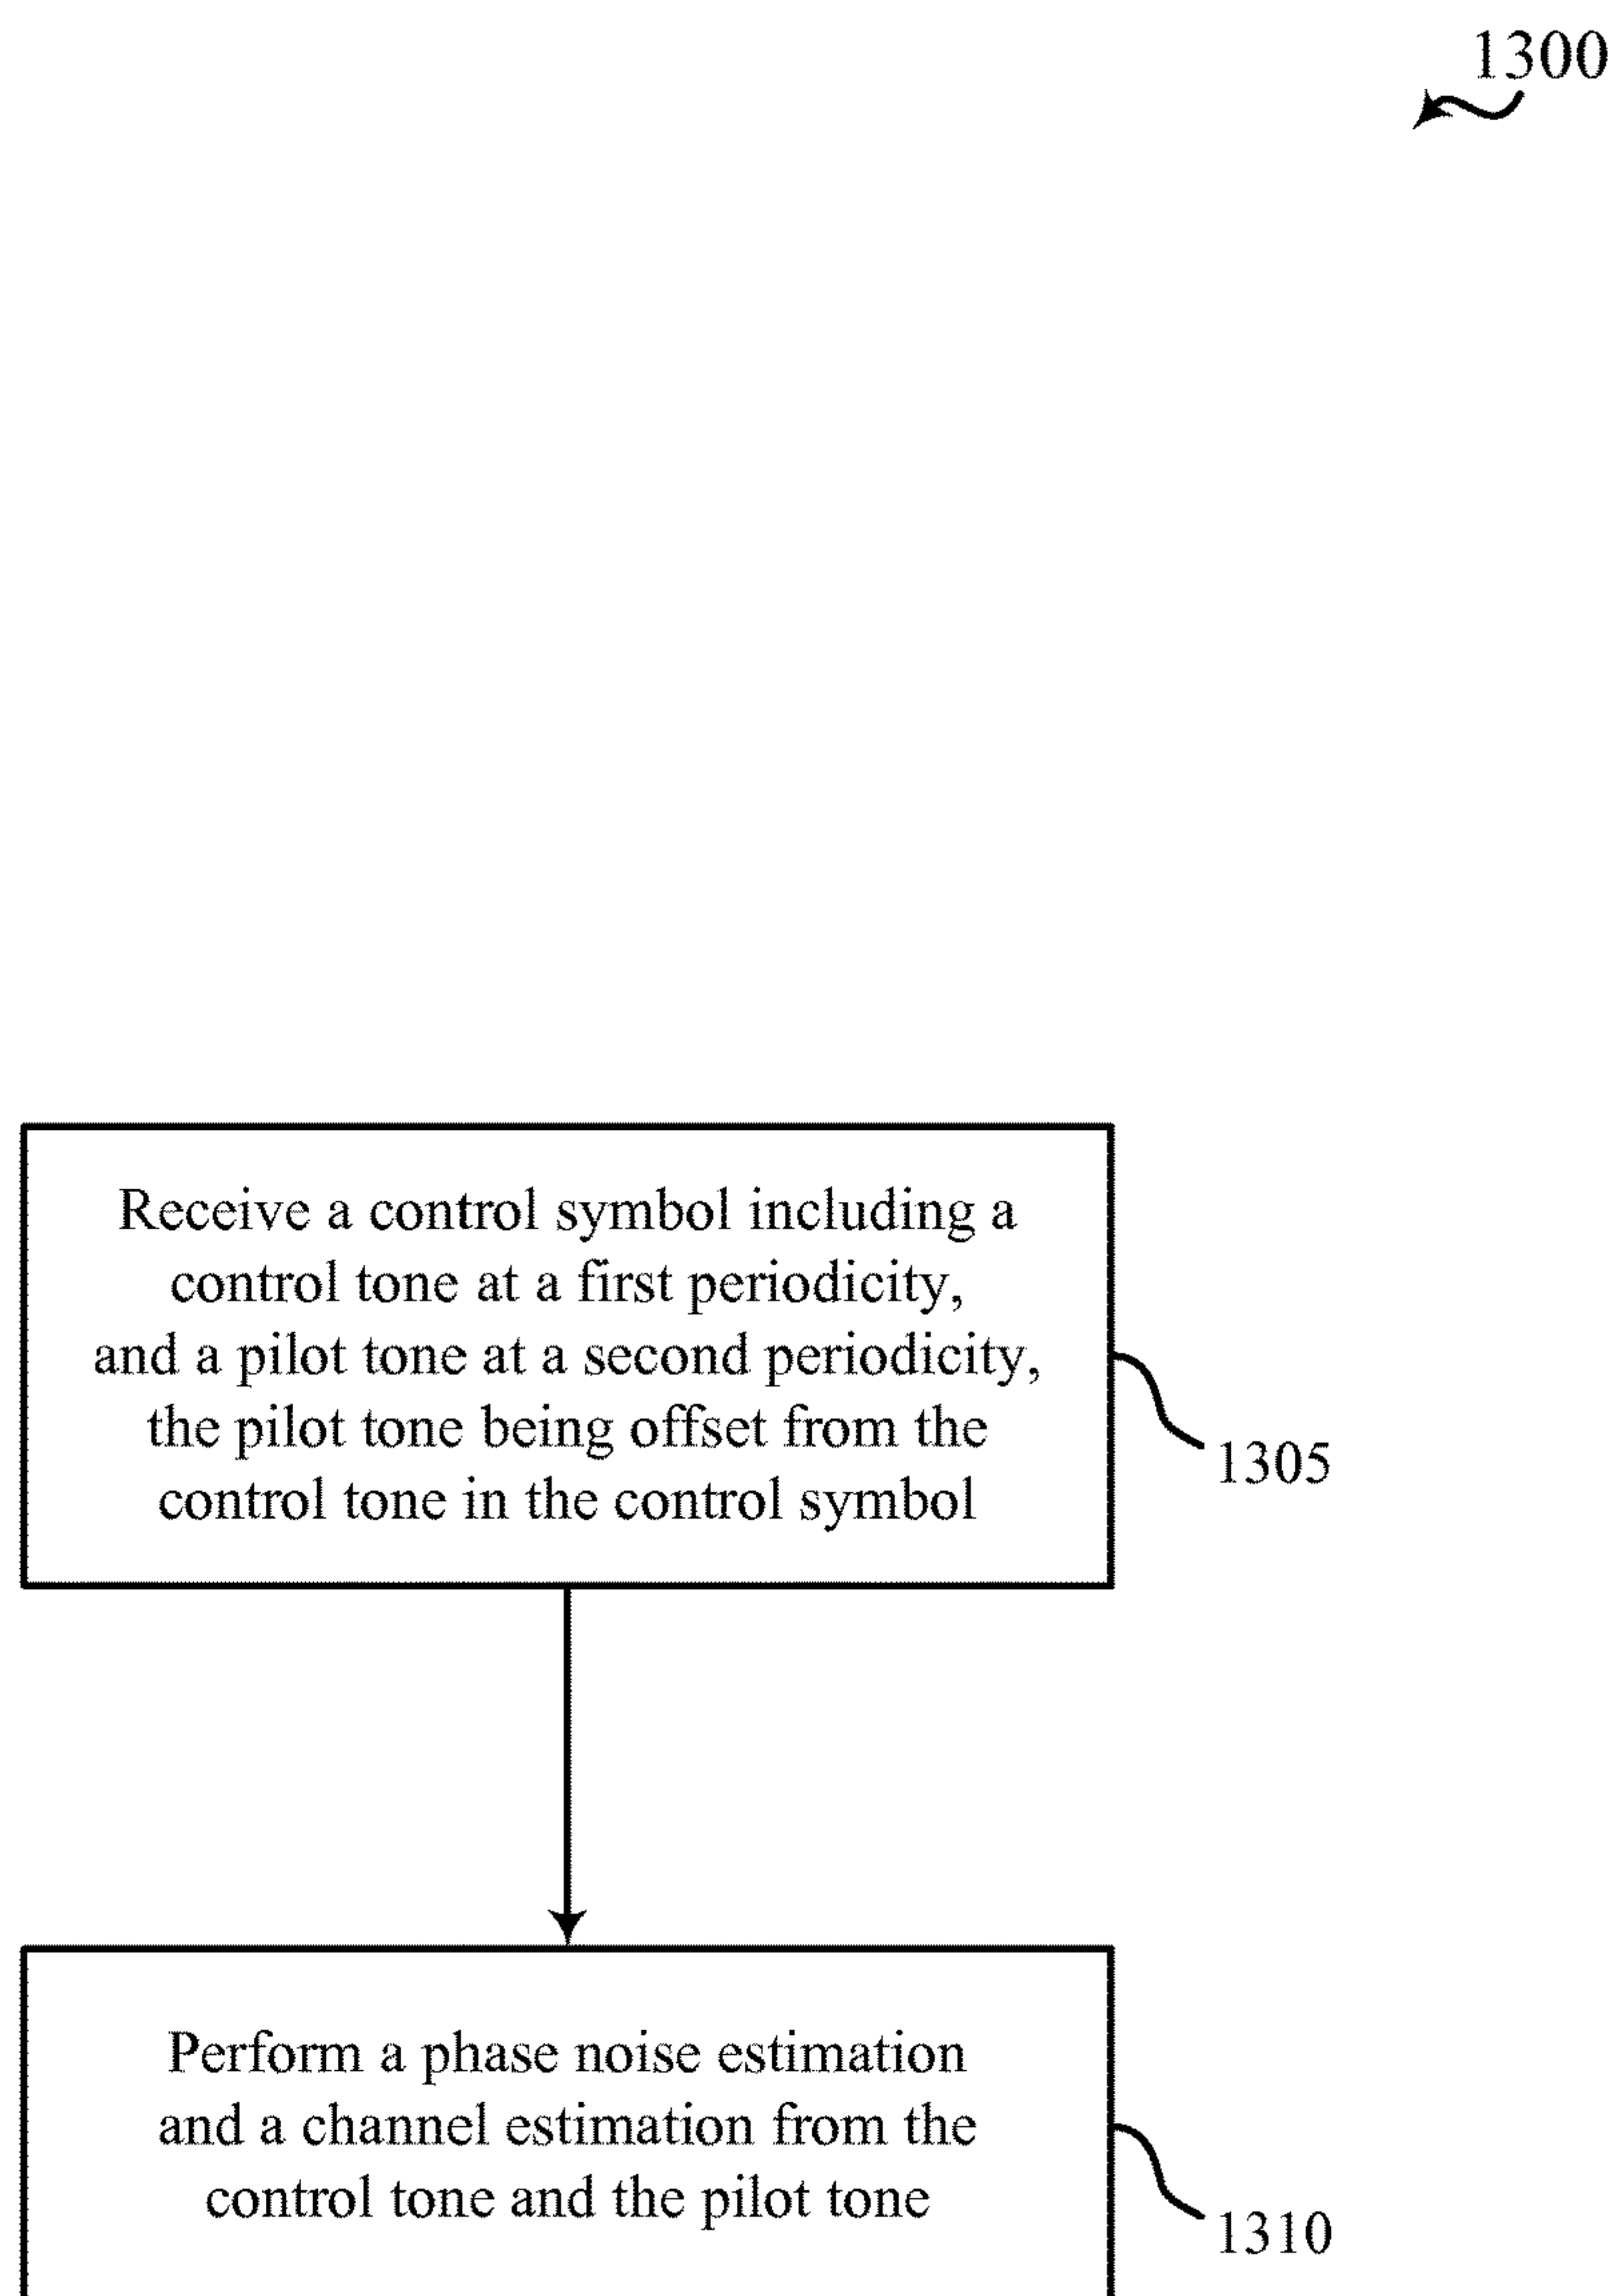 1300
Receive a control symbol including a
control tone at a first periodicity,
and a pilot tone at a second periodicity,
the pilot tone being offset from the
control tone in the control symbol
1305
Perform a phase noise estimation
and a channel estimation from the
control tone and the pilot tone
1310